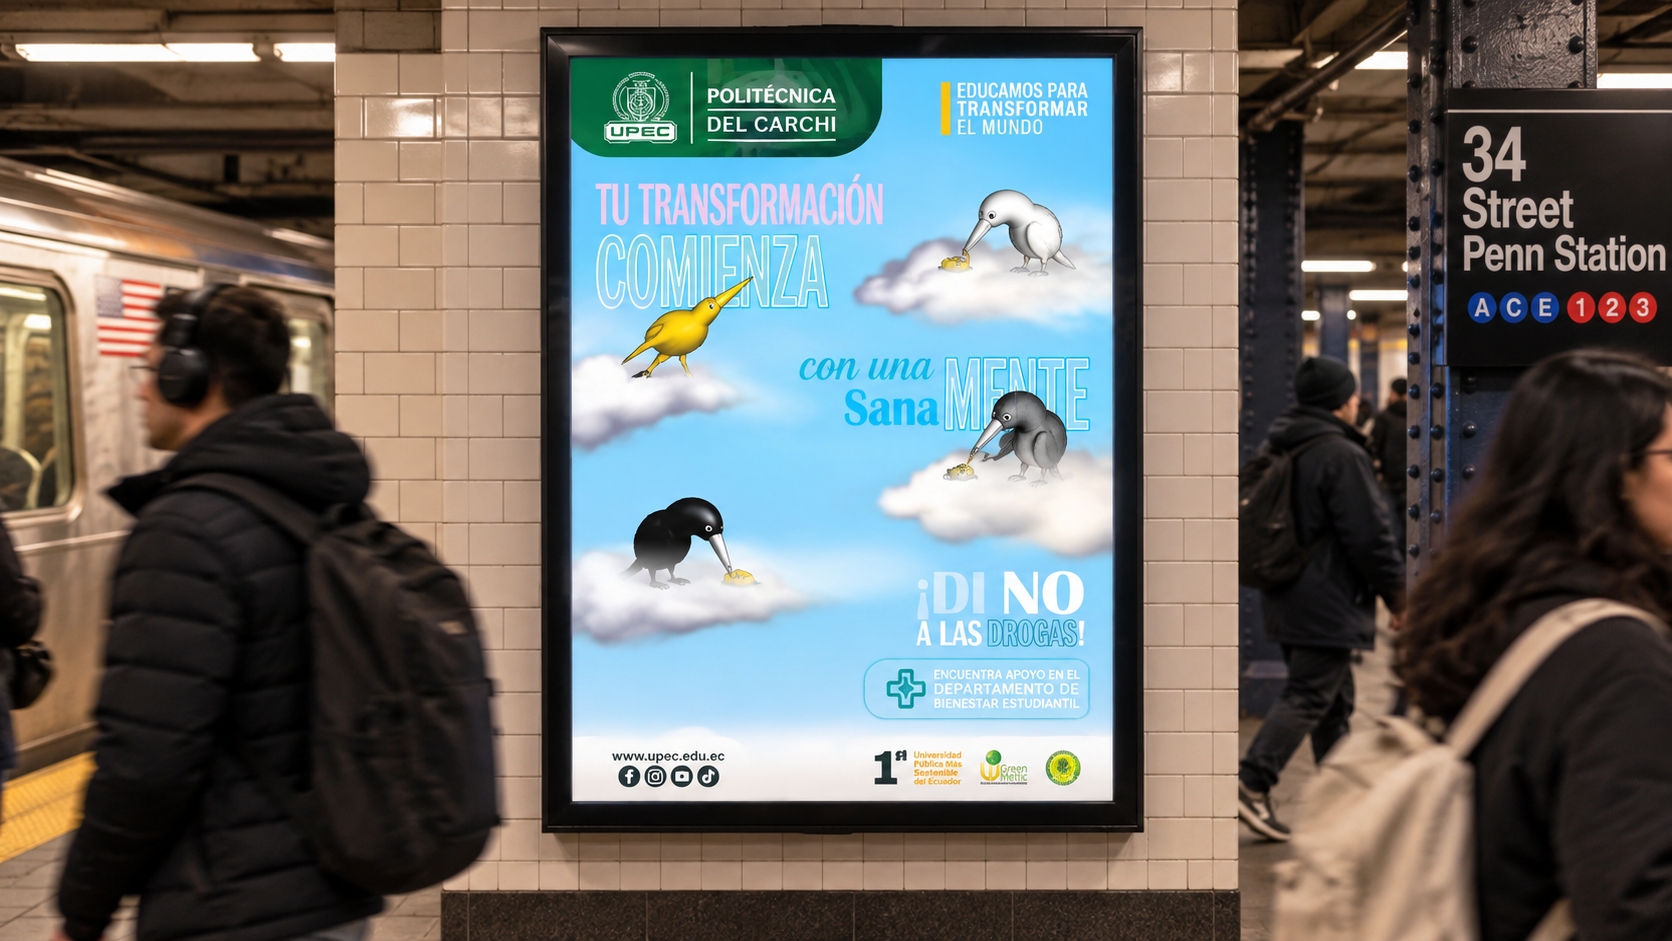 UPEC
POLITÉCNICA
DEL CARCHI
EDUCAMOS PARA
TRANSFORMAR
EL MUNDO
TU TRANSFORMACIÓN
COMIENZA
con una
Sana MENTE
¡DI NO
A LAS DROGAS!
ENCUENTRA APOYO EN EL
DEPARTAMENTO DE
BIENESTAR ESTUDIANTIL
www.upec.edu.ec
1ª
Universidad
Pública Más
Sostenible
del Ecuador
Green
Metric
34
Street
Penn Station
A C E 1 2 3